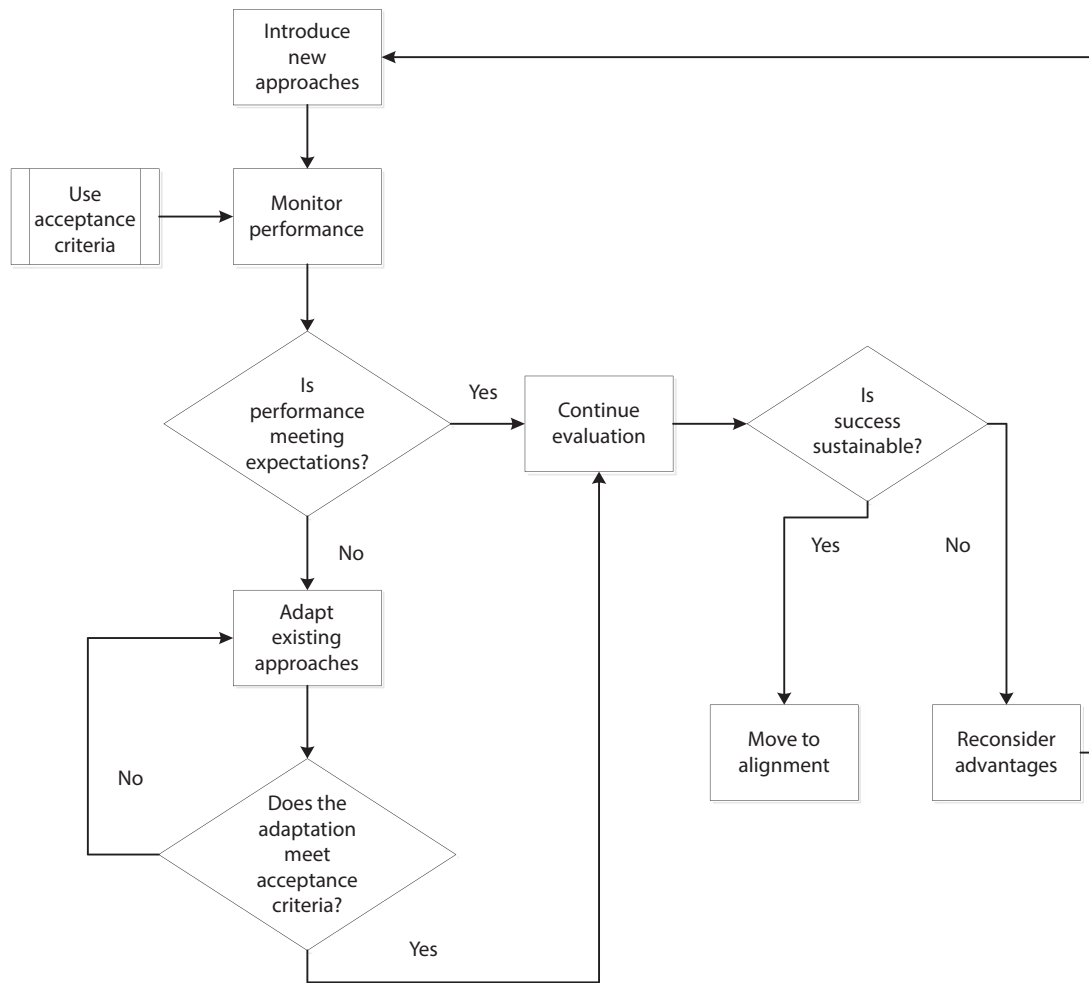 Introduce
new
approaches
Use
acceptance
criteria
Monitor
performance
Is
performance
meeting
expectations?
Yes
Continue
evaluation
Is
success
sustainable?
No
Yes
No
Adapt
existing
approaches
Move to
alignment
Reconsider
advantages
No
Does the
adaptation
meet
acceptance
criteria?
Yes